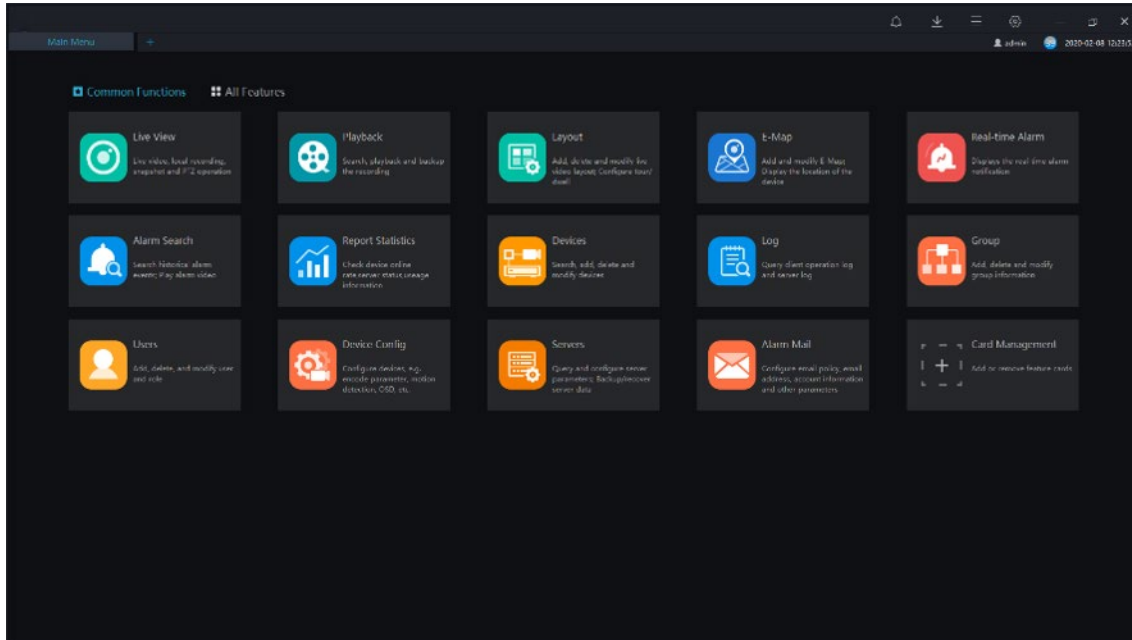 Main Menu
+
admin
2020-02-08 12:23:5
Common Functions
All Features
Live View
Live video, local recording,
snapshot and PTZ operation
Playback
Search, playback and backup
the recording
Layout
Add, delete and modify live
video layout; Configure tour/
dwell
E-Map
Add and modify E-Map;
Display the location of the
device
Real-time Alarm
Displays the real time alarm
notification
Alarm Search
Search historical alarm
events; Play alarm video
Report Statistics
Check device online
rate,server status,useage
information
Devices
Search, add, delete and
modify devices
Log
Query client operation log
and server log
Group
Add, delete and modify
group information
Users
Add, delete, and modify user
and role
Device Config
Configure devices, e.g.
encode parameter, motion
detection, OSD, etc.
Servers
Query and configure server
parameters; Backup/recover
server data
Alarm Mail
Configure email policy, email
address, account information
and other parameters
Card Management
Add or remove feature cards